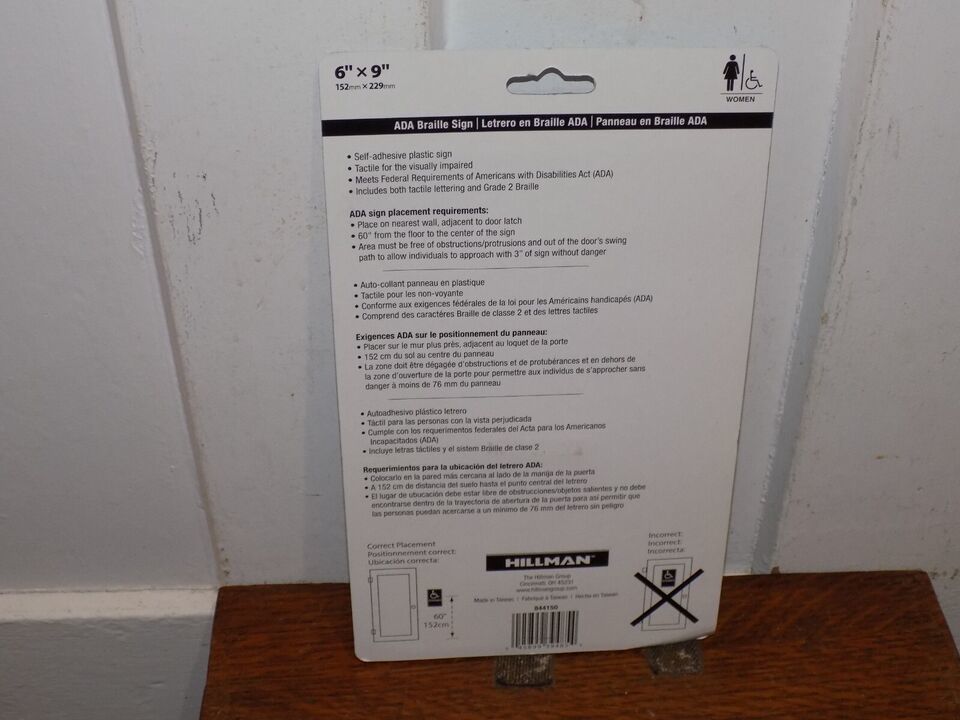 6" × 9"
152mm × 229mm
WOMEN
ADA Braille Sign | Letrero en Braille ADA | Panneau en Braille ADA
• Self-adhesive plastic sign
• Tactile for the visually impaired
• Meets Federal Requirements of Americans with Disabilities Act (ADA)
• Includes both tactile lettering and Grade 2 Braille
ADA sign placement requirements:
• Place on nearest wall, adjacent to door latch
• 60" from the floor to the center of the sign
• Area must be free of obstructions/protrusions and out of the door's swing
path to allow individuals to approach with 3" of sign without danger
• Auto-collant panneau en plastique
• Tactile pour les non-voyante
• Conforme aux exigences fédérales de la loi pour les Américains handicapés (ADA)
• Comprend des caractères Braille de classe 2 et des lettres tactiles
Exigences ADA sur le positionnement du panneau:
• Placer sur le mur plus près, adjacent au loquet de la porte
• 152 cm du sol au centre du panneau
• La zone doit être dégagée d'obstructions et de protubérances et en dehors de
la zone d'ouverture de la porte pour permettre aux individus de s'approcher sans
danger à moins de 76 mm du panneau
• Autoadhesivo plástico letrero
• Táctil para las personas con la vista perjudicada
• Cumple con los requerimentos federales del Acta para los Americanos
Incapacitados (ADA)
• Incluye letras táctiles y el sistem Braille de clase 2
Requerimientos para la ubicación del letrero ADA:
• Colocarlo en la pared más cercana al lado de la manija de la puerta
• A 152 cm de distancia del suelo hasta el punto central del letrero
• El lugar de ubucación debe estar libre de obstrucciones/objetos salientes y no debe
encontrarse dentro de la trayectoria de abertura de la puerta para así permitir que
las personas puedan acercarse a un mínimo de 76 mm del letrero sin peligro
Correct Placement
Positionnement correct:
Ubicación correcta:
60"
152cm
HILLMAN™
The Hillman Group
Cincinnati, OH 45231
www.hillmangroup.com
Made in Taiwan | Fabriqué à Taiwan | Hecho en Taiwan
844150
Incorrect:
Incorrect:
Incorrecta: